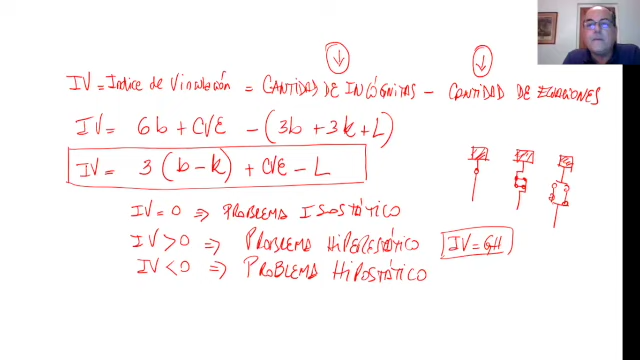 IV = Indice de Vinculación = CANTIDAD DE INCÓGNITAS - CANTIDAD DE ECUACIONES
IV = 6b + CVE - (3b + 3k + L)
IV = 3 (b - k) + CVE - L
IV = 0 ⇒ PROBLEMA ISOSTÁTICO
IV > 0 ⇒ PROBLEMA HIPERESTÁTICO IV = GH
IV < 0 ⇒ PROBLEMA HIPOSTÁTICO